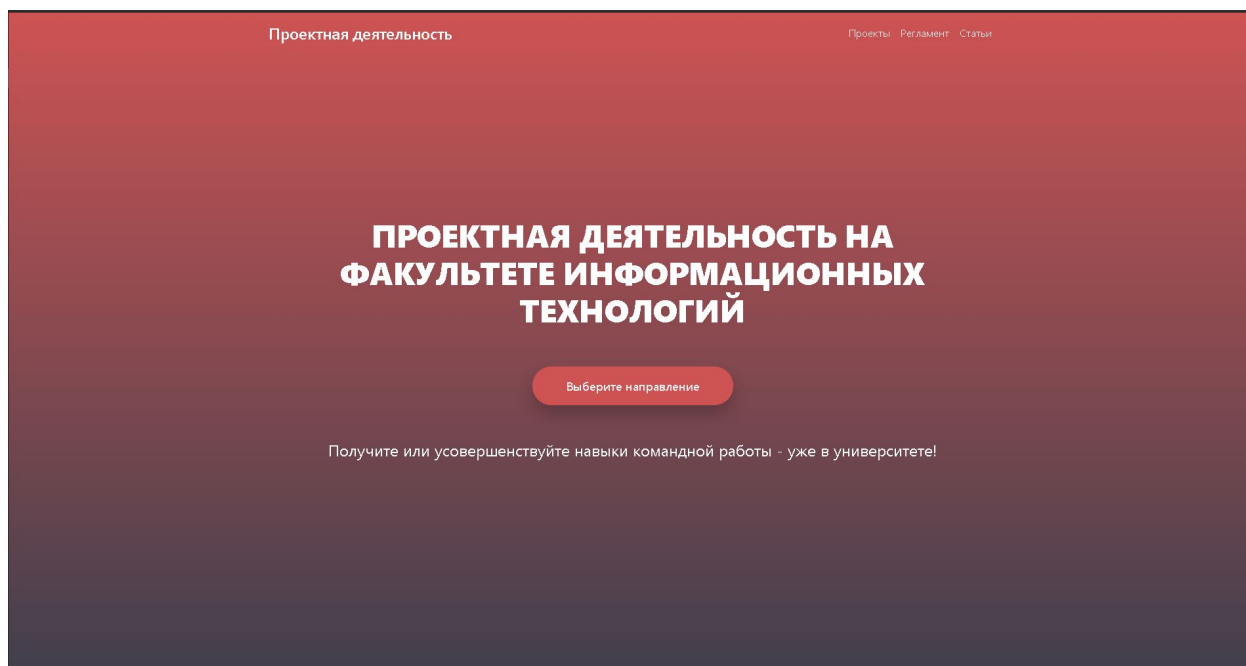 Проектная деятельность
Проекты Регламент Статьи
ПРОЕКТНАЯ ДЕЯТЕЛЬНОСТЬ НА
ФАКУЛЬТЕТЕ ИНФОРМАЦИОННЫХ
ТЕХНОЛОГИЙ
Выберите направление
Получите или усовершенствуйте навыки командной работы - уже в университете!